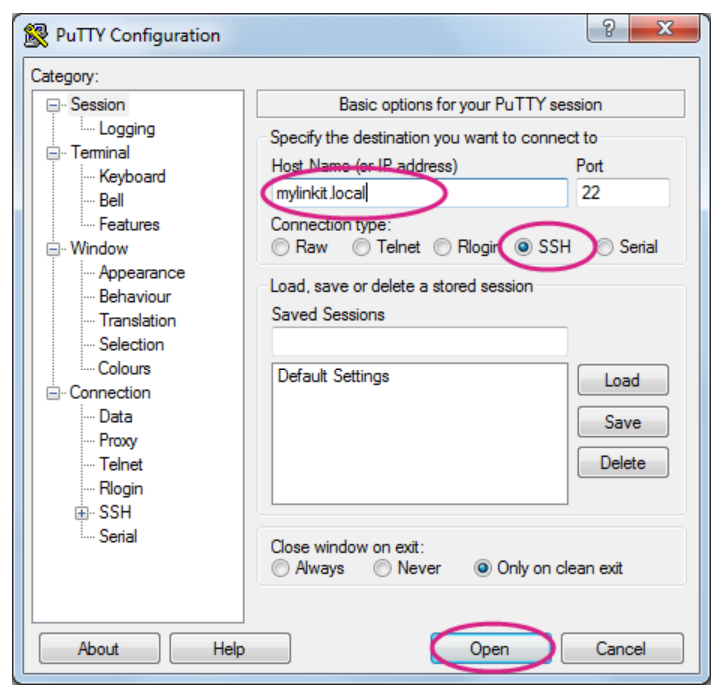 PuTTY Configuration
Category:
Session
Logging
Terminal
Keyboard
Bell
Features
Window
Appearance
Behaviour
Translation
Selection
Colours
Connection
Data
Proxy
Telnet
Rlogin
SSH
Serial
Basic options for your PuTTY session
Specify the destination you want to connect to
Host Name (or IP address) Port
mylinkit.local 22
Connection type:
Raw Telnet Rlogin SSH Serial
Load, save or delete a stored session
Saved Sessions
Default Settings
Load
Save
Delete
Close window on exit:
Always Never Only on clean exit
About Help Open Cancel